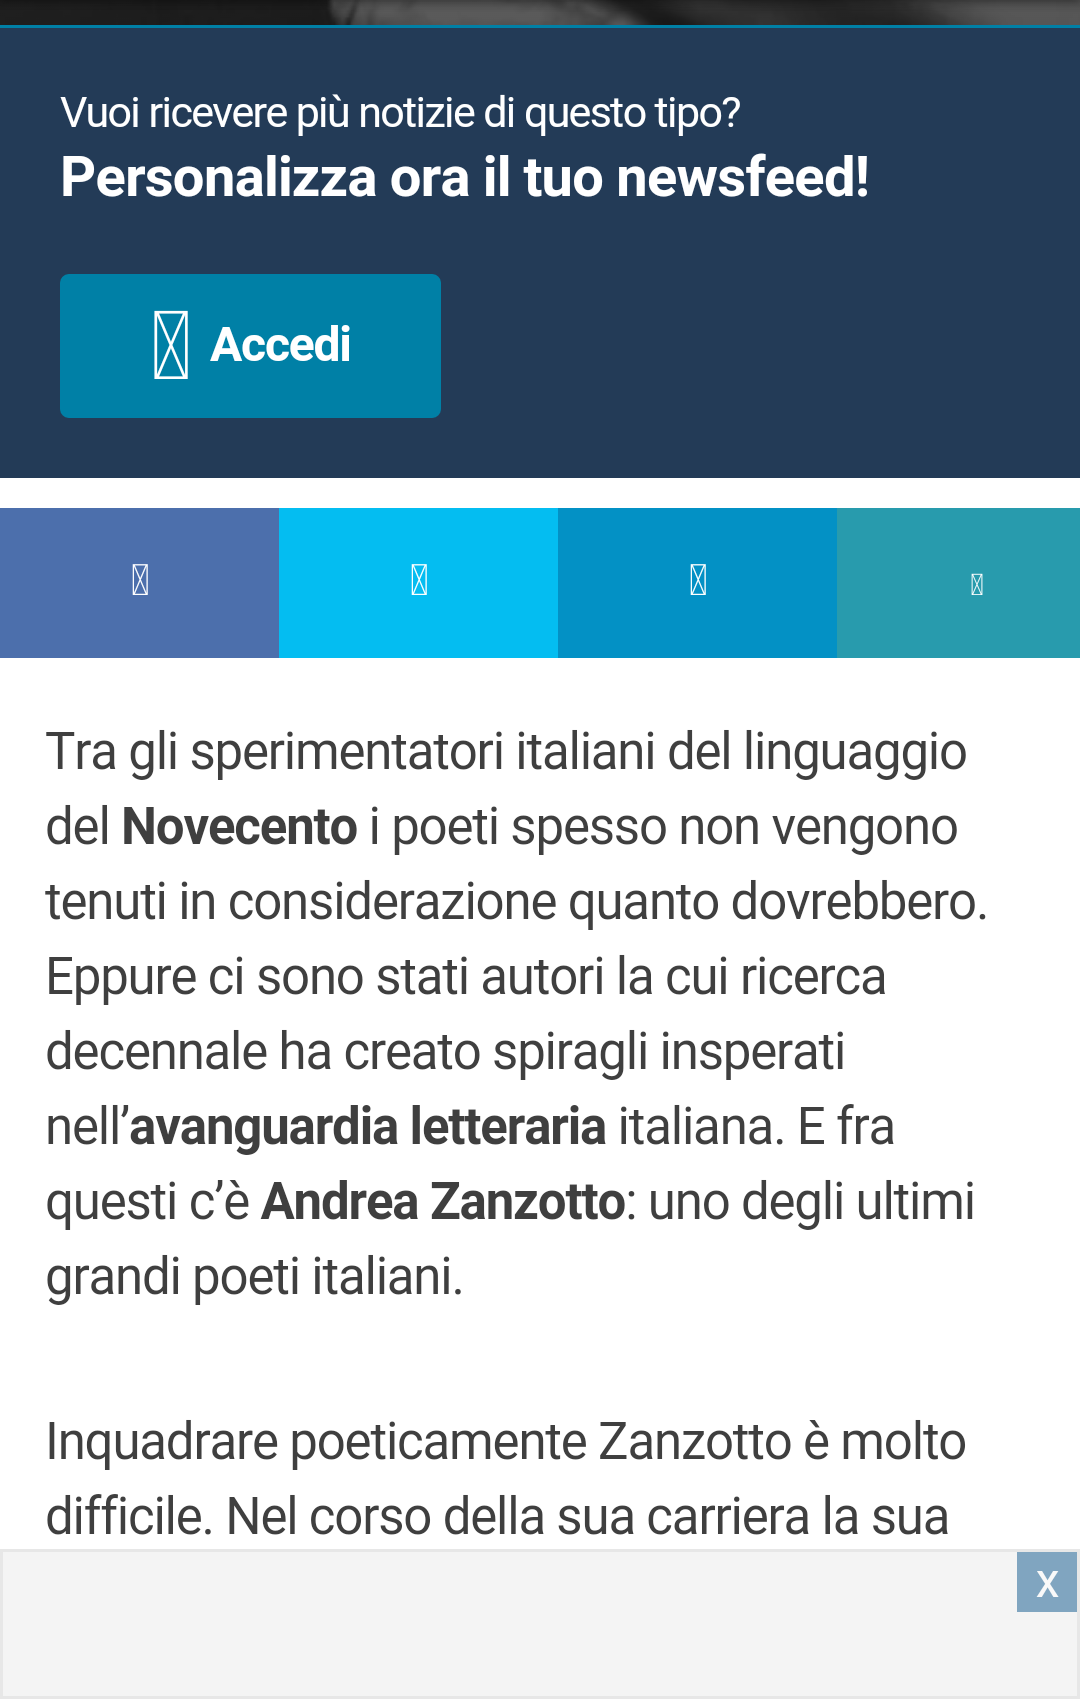 Vuoi ricevere più notizie di questo tipo?
Personalizza ora il tuo newsfeed!
Accedi
Tra gli sperimentatori italiani del linguaggio
del Novecento i poeti spesso non vengono
tenuti in considerazione quanto dovrebbero.
Eppure ci sono stati autori la cui ricerca
decennale ha creato spiragli insperati
nell’avanguardia letteraria italiana. E fra
questi c’è Andrea Zanzotto: uno degli ultimi
grandi poeti italiani.
Inquadrare poeticamente Zanzotto è molto
difficile. Nel corso della sua carriera la sua
X